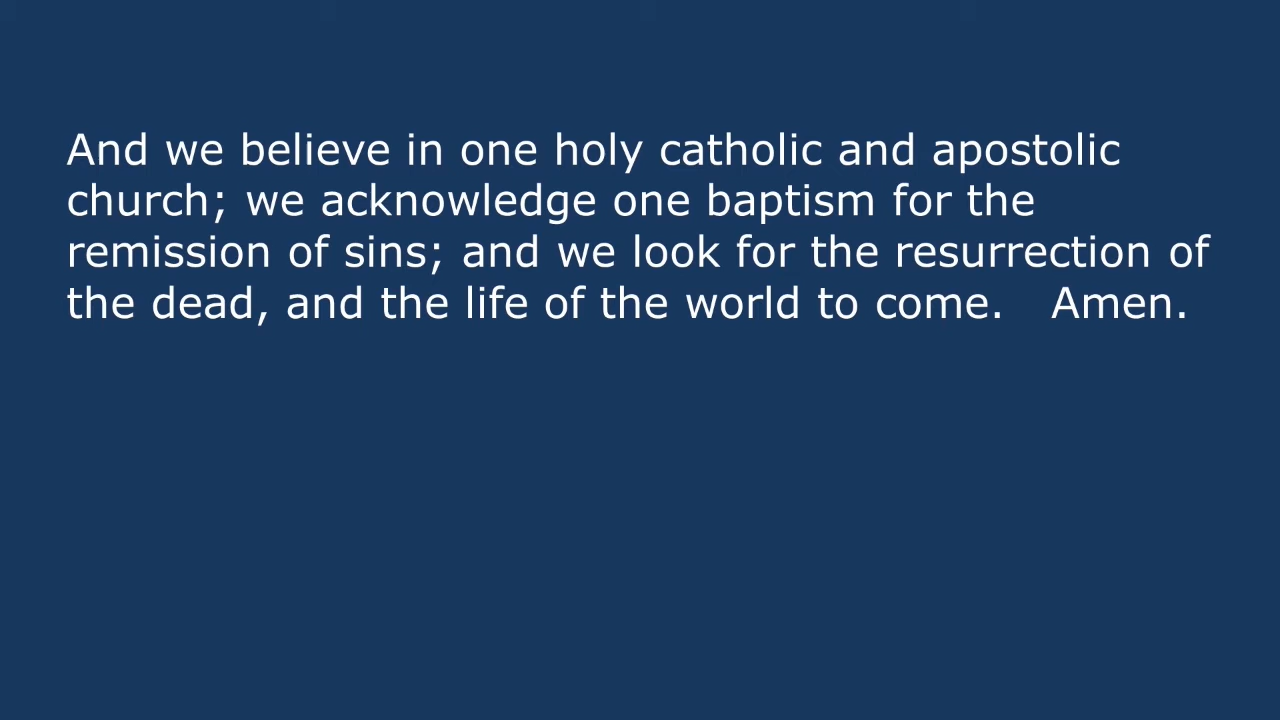 And we believe in one holy catholic and apostolic
church; we acknowledge one baptism for the
remission of sins; and we look for the resurrection of
the dead, and the life of the world to come.   Amen.